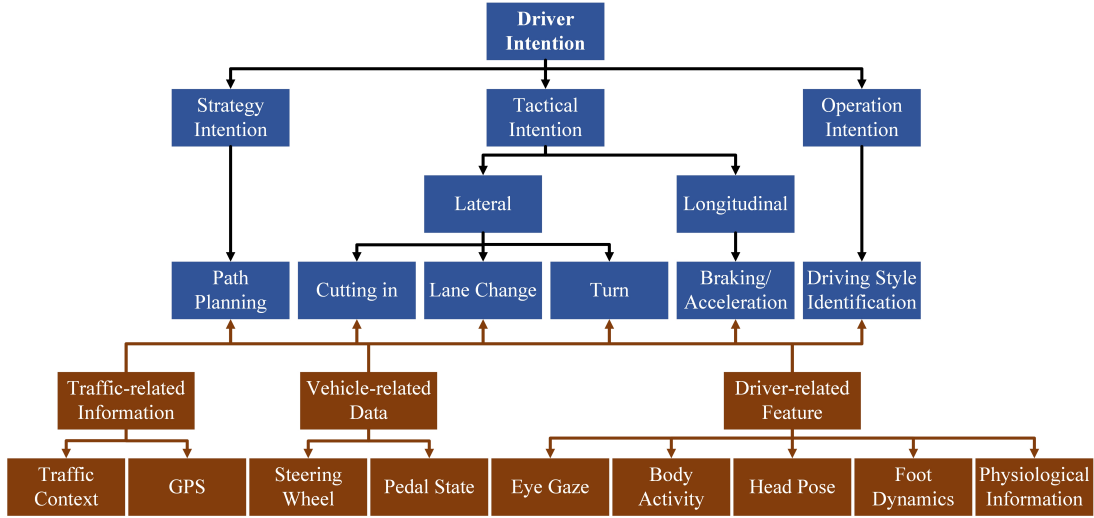 Driver
Intention
Strategy
Intention
Tactical
Intention
Operation
Intention
Lateral
Longitudinal
Path
Planning
Cutting in
Lane Change
Turn
Braking/
Acceleration
Driving Style
Identification
Traffic-related
Information
Vehicle-related
Data
Driver-related
Feature
Traffic
Context
GPS
Steering
Wheel
Pedal State
Eye Gaze
Body
Activity
Head Pose
Foot
Dynamics
Physiological
Information